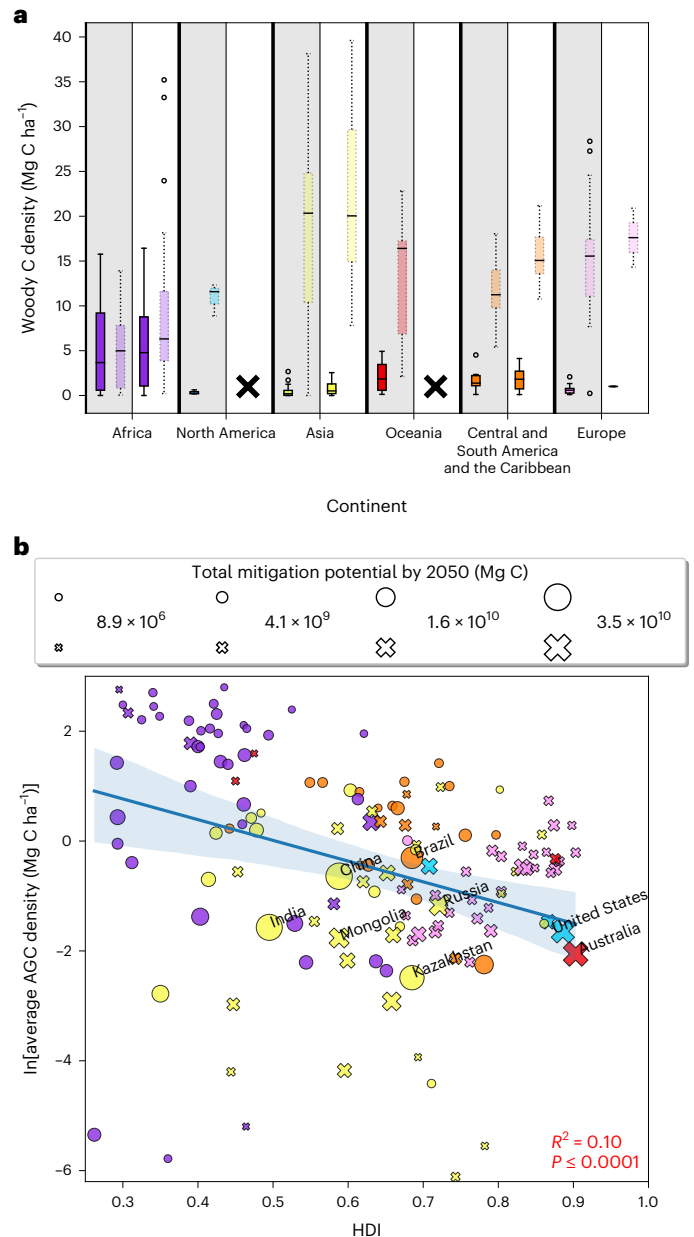 a
Woody C density (Mg C ha⁻¹)
40
35
30
25
20
15
10
5
0
Africa
North America
Asia
Oceania
Central and
South America
and the Caribbean
Europe
Continent
b
Total mitigation potential by 2050 (Mg C)
8.9 × 10⁶
4.1 × 10⁹
1.6 × 10¹⁰
3.5 × 10¹⁰
ln[average AGC density (Mg C ha⁻¹)]
2
0
−2
−4
−6
Brazil
China
Russia
India
Mongolia
United States
Australia
Kazakhstan
R² = 0.10
P ≤ 0.0001
0.3
0.4
0.5
0.6
0.7
0.8
0.9
1.0
HDI